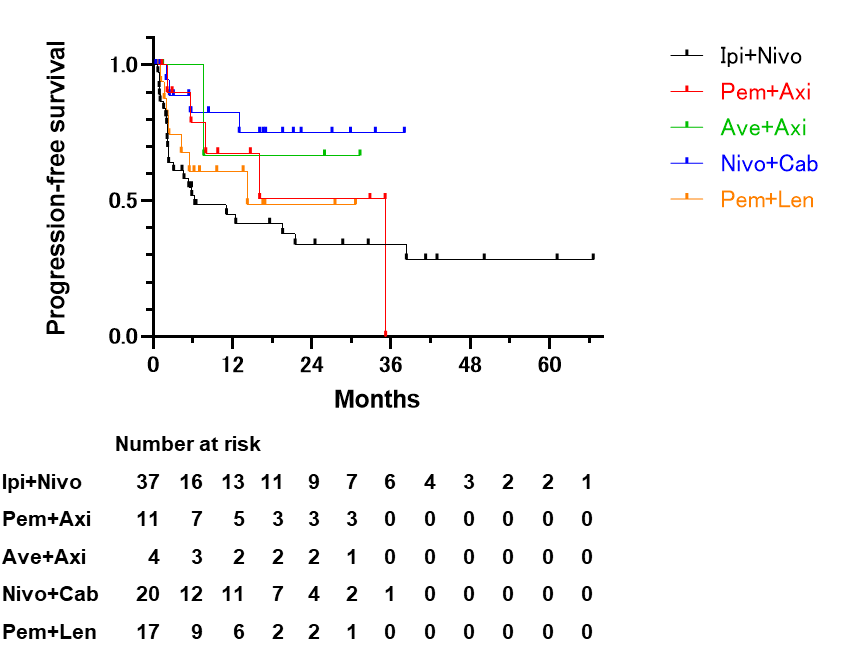 Progression-free survival
1.0
0.5
0.0
0 12 24 36 48 60
Months
Ipi+Nivo
Pem+Axi
Ave+Axi
Nivo+Cab
Pem+Len
Number at risk
Ipi+Nivo 37 16 13 11 9 7 6 4 3 2 2 1
Pem+Axi 11 7 5 3 3 3 0 0 0 0 0 0
Ave+Axi 4 3 2 2 2 1 0 0 0 0 0 0
Nivo+Cab 20 12 11 7 4 2 1 0 0 0 0 0
Pem+Len 17 9 6 2 2 1 0 0 0 0 0 0